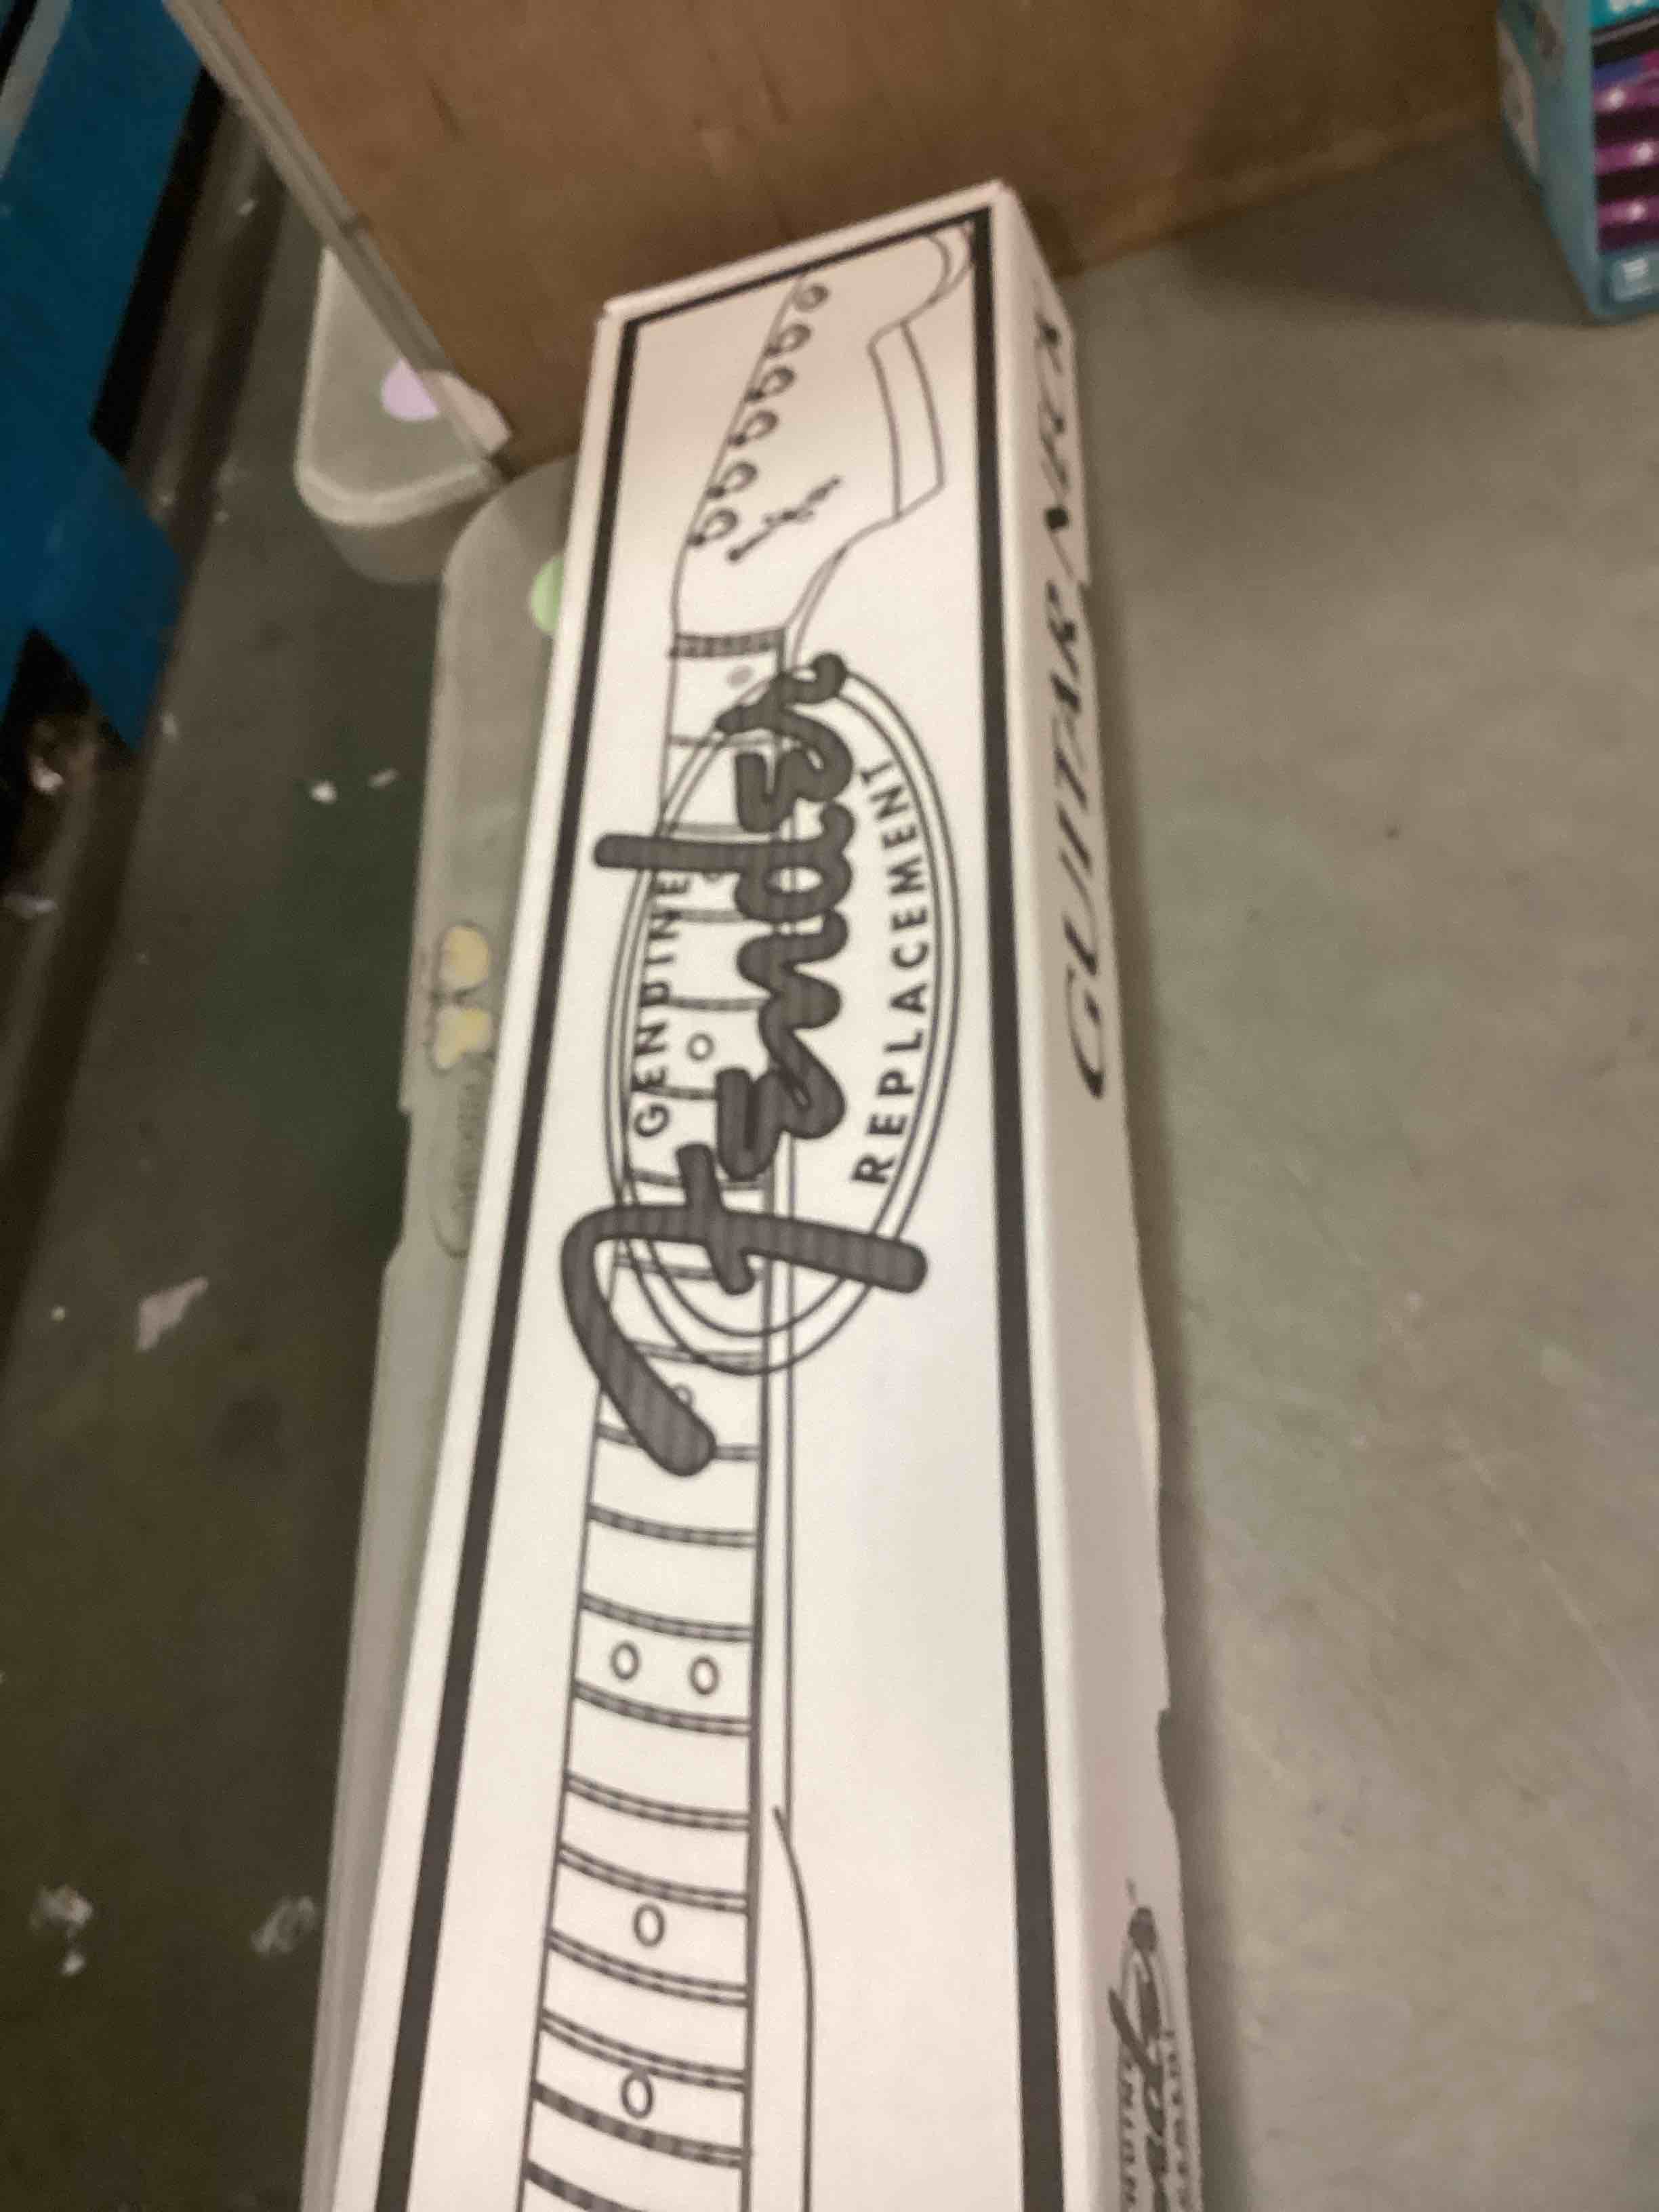 GENUINE
Fender
REPLACEMENT
GUITAR NECK